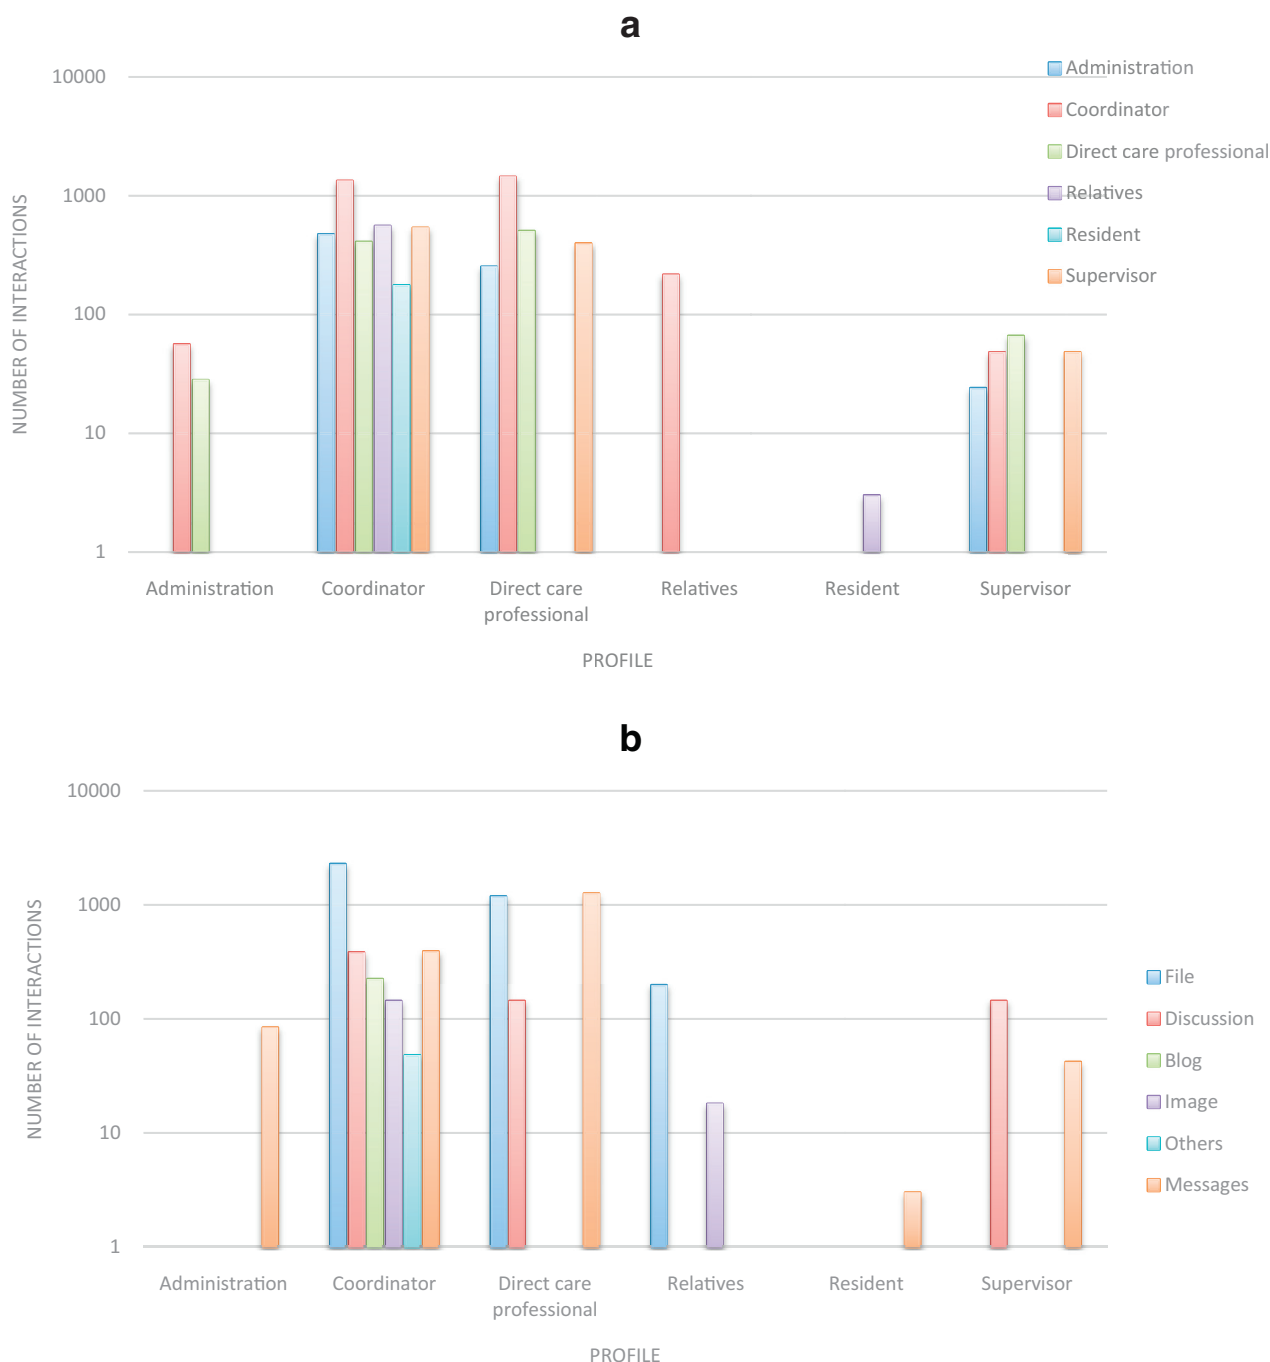 a
10000
1000
100
10
1
NUMBER OF INTERACTIONS
Administration
Coordinator
Direct care professional
Relatives
Resident
Supervisor
Administration
Coordinator
Direct care
professional
Relatives
Resident
Supervisor
PROFILE
b
10000
1000
100
10
1
NUMBER OF INTERACTIONS
File
Discussion
Blog
Image
Others
Messages
Administration
Coordinator
Direct care
professional
Relatives
Resident
Supervisor
PROFILE